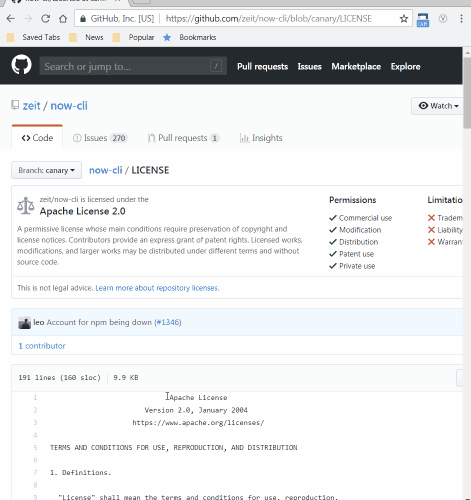 GitHub, Inc. [US] | https://github.com/zeit/now-cli/blob/canary/LICENSE
Saved Tabs News Popular Bookmarks
Search or jump to... / Pull requests Issues Marketplace Explore
zeit / now-cli Watch
Code Issues 270 Pull requests 1 Insights
Branch: canary now-cli / LICENSE
zeit/now-cli is licensed under the
Apache License 2.0
A permissive license whose main conditions require preservation of copyright and
license notices. Contributors provide an express grant of patent rights. Licensed works,
modifications, and larger works may be distributed under different terms and without
source code.
Permissions
Commercial use
Modification
Distribution
Patent use
Private use
Limitatio
Tradem
Liability
Warran
This is not legal advice. Learn more about repository licenses.
leo Account for npm being down (#1346)
1 contributor
191 lines (160 sloc) 9.9 KB
1 Apache License
2 Version 2.0, January 2004
3 https://www.apache.org/licenses/
4
5 TERMS AND CONDITIONS FOR USE, REPRODUCTION, AND DISTRIBUTION
6
7 1. Definitions.
8
9 "License" shall mean the terms and conditions for use, reproduction,